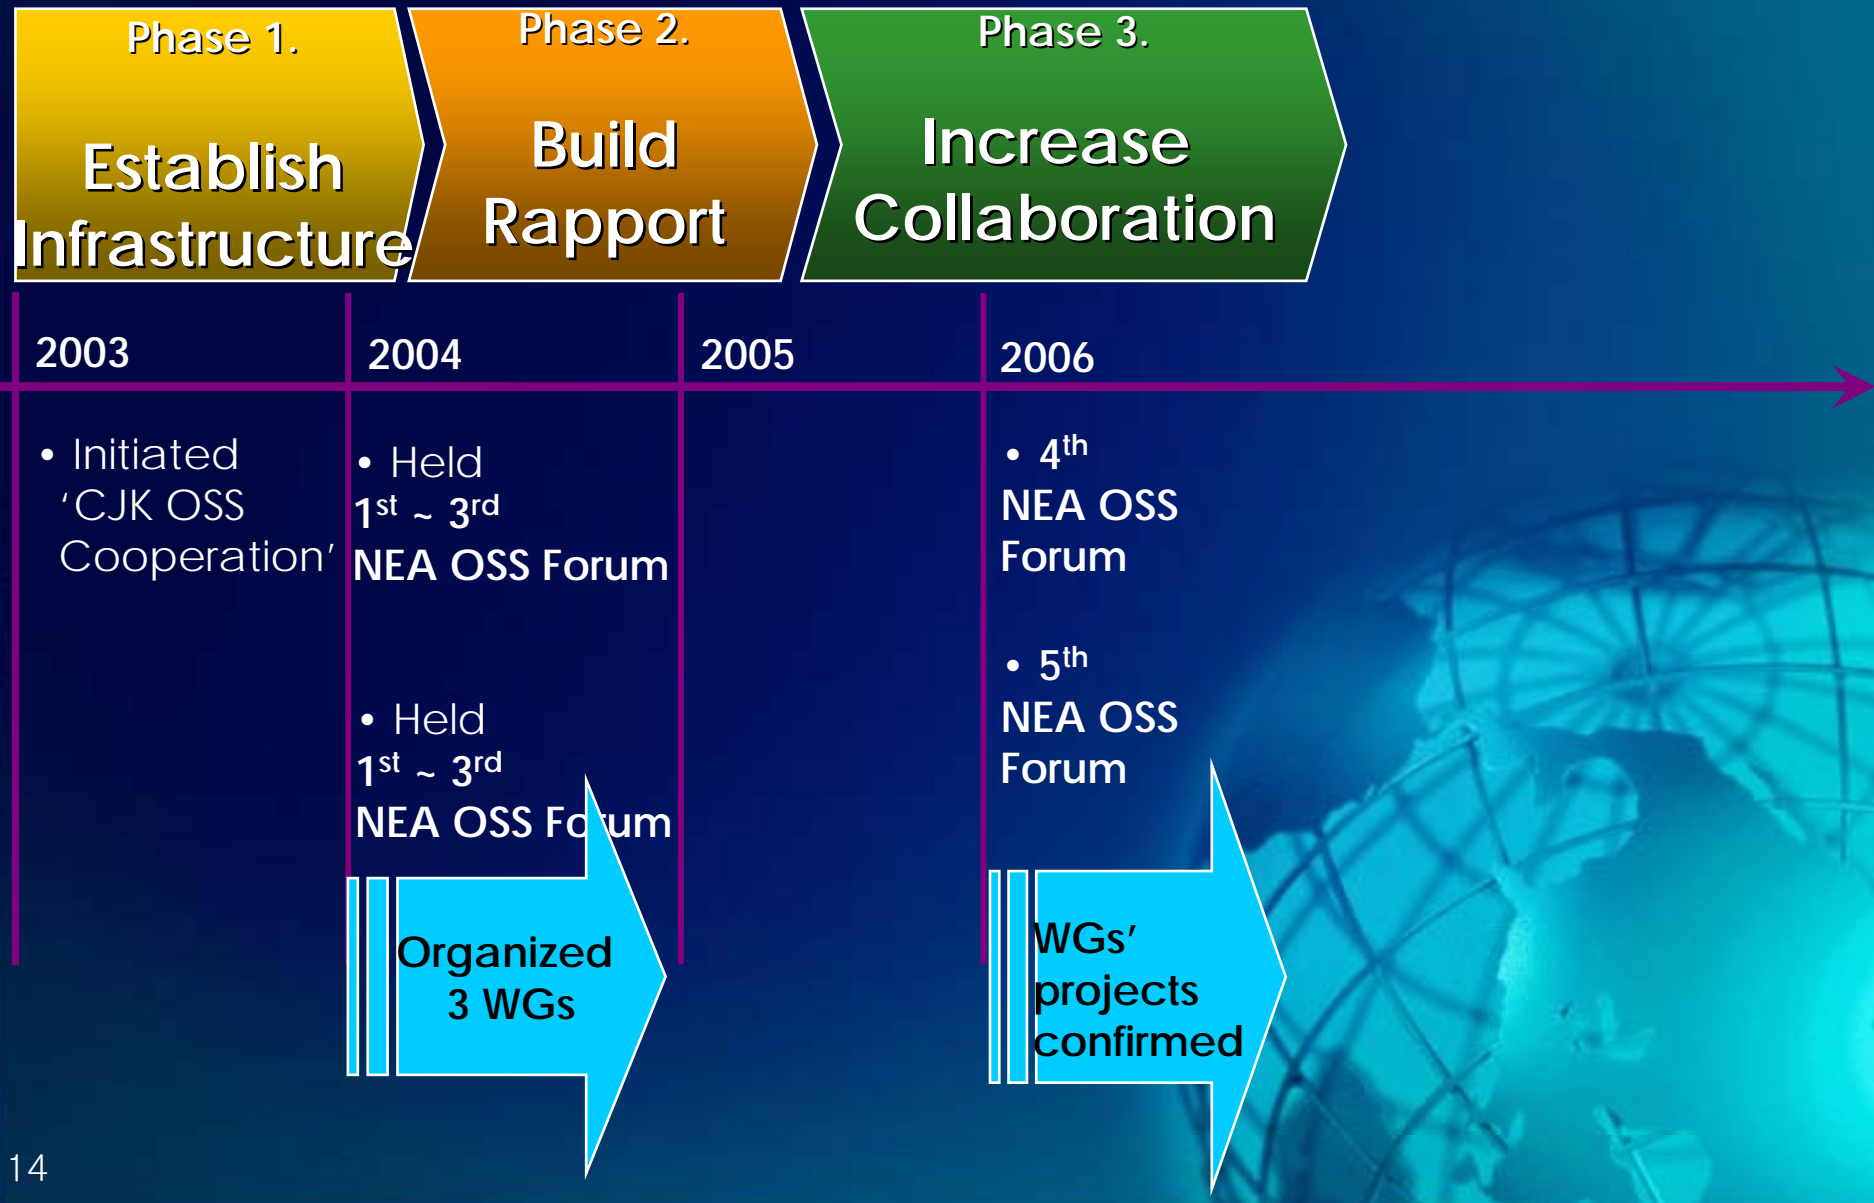 Phase 1.
Establish
Infrastructure
Phase 2.
Build
Rapport
Phase 3.
Increase
Collaboration
2003
2004
2005
2006
• Initiated
‘CJK OSS
Cooperation’
• Held
1st ~ 3rd
NEA OSS Forum
• Held
1st ~ 3rd
NEA OSS Forum
Organized
3 WGs
• 4th
NEA OSS
Forum
• 5th
NEA OSS
Forum
WGs’
projects
confirmed
14